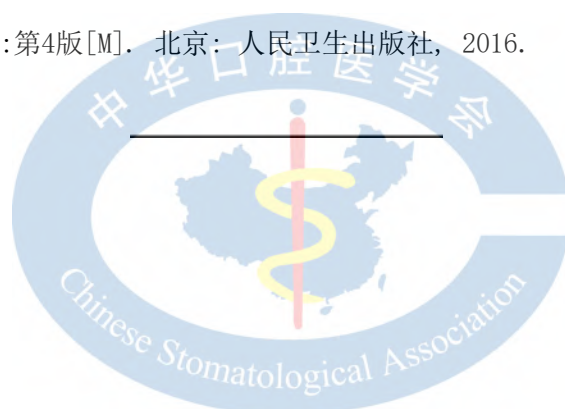 :第4版[M]. 北京: 人民卫生出版社, 2016.
中华口腔医学会
Chinese Stomatological Association